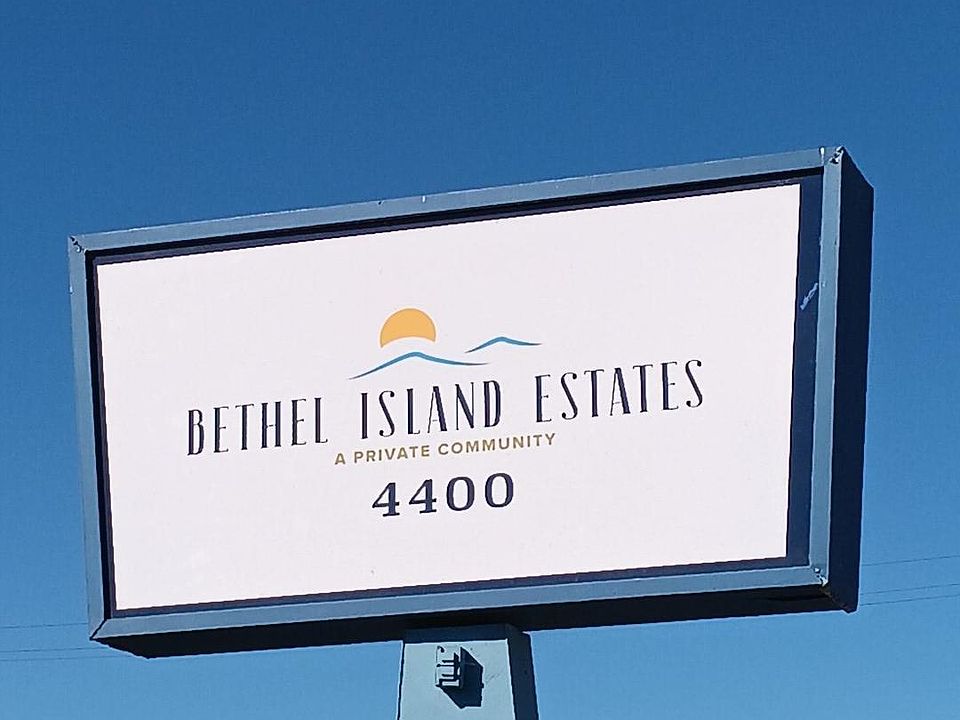 BETHEL ISLAND ESTATES
A PRIVATE COMMUNITY
4400